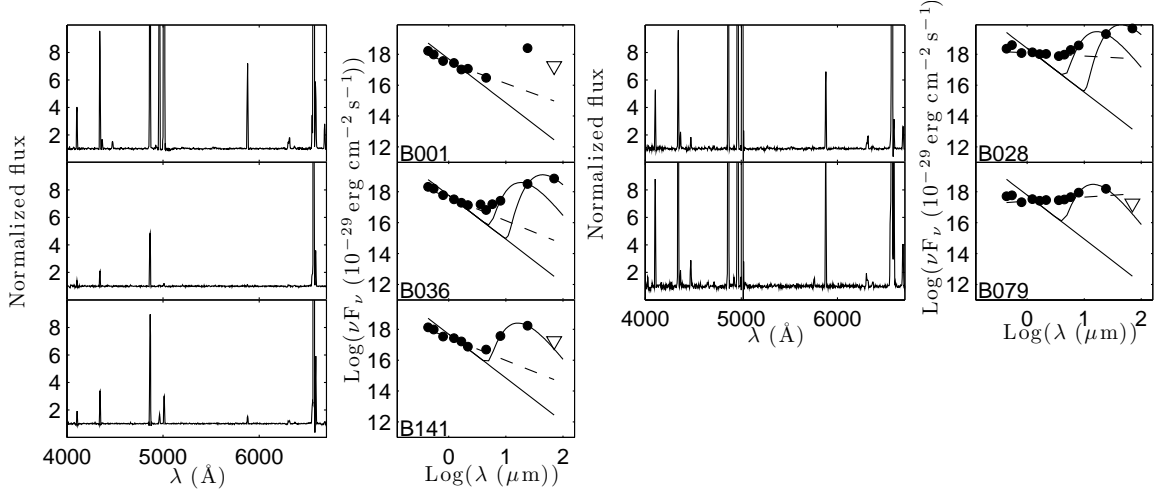 8
6
4
2
8
6
4
2
8
6
4
2
4000 5000 6000
λ (Å)
Normalized flux
18
16
14
12
B001
18
16
14
12
B036
18
16
14
12
B141
-1 0 1 2
Log(λ (μm))
Log(νFν (10⁻²⁹ erg cm⁻² s⁻¹))
8
6
4
2
8
6
4
2
4000 5000 6000
λ (Å)
Normalized flux
18
16
14
12
B028
18
16
14
12
B079
-1 0 1 2
Log(λ (μm))
Log(νFν (10⁻²⁹ erg cm⁻² s⁻¹)